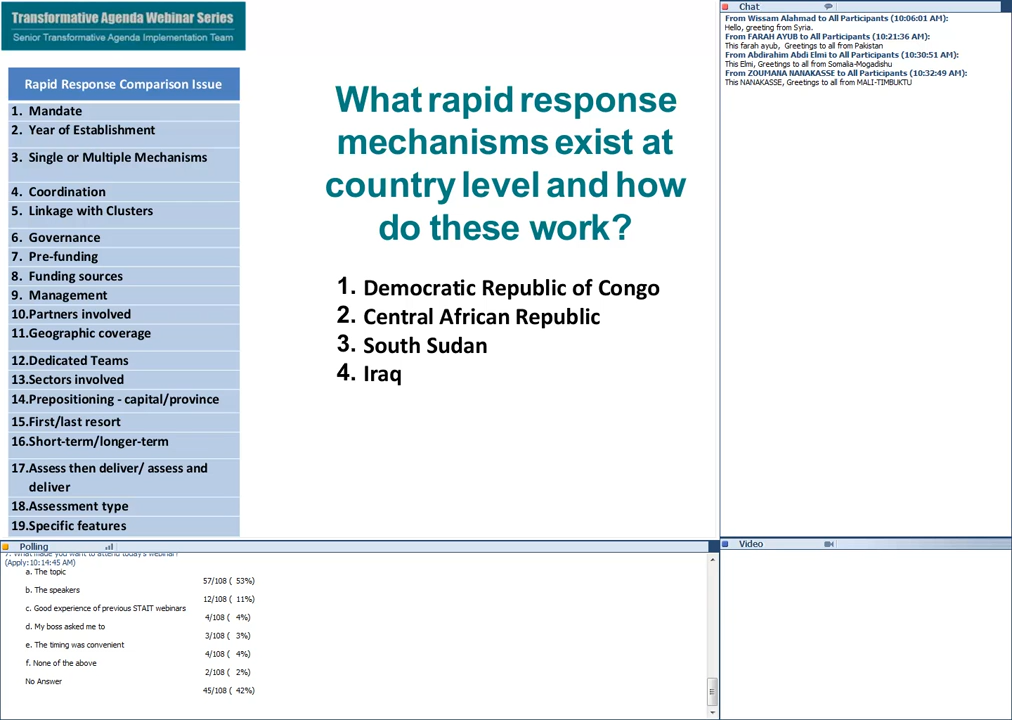 Transformative Agenda Webinar Series
Senior Transformative Agenda Implementation Team
Rapid Response Comparison Issue
1. Mandate
2. Year of Establishment
3. Single or Multiple Mechanisms
4. Coordination
5. Linkage with Clusters
6. Governance
7. Pre-funding
8. Funding sources
9. Management
10.Partners involved
11.Geographic coverage
12.Dedicated Teams
13.Sectors involved
14.Prepositioning - capital/province
15.First/last resort
16.Short-term/longer-term
17.Assess then deliver/ assess and
deliver
18.Assessment type
19.Specific features
What rapid response
mechanisms exist at
country level and how
do these work?
1. Democratic Republic of Congo
2. Central African Republic
3. South Sudan
4. Iraq
Chat
From Wissam Alahmad to All Participants (10:06:01 AM):
Hello, greeting from Syria.
From FARAH AYUB to All Participants (10:21:36 AM):
This farah ayub, Greetings to all from Pakistan
From Abdirahim Abdi Elmi to All Participants (10:30:51 AM):
This Elmi, Greetings to all from Somalia-Mogadishu
From ZOUMANA NANAKASSE to All Participants (10:32:49 AM):
This NANAKASSE, Greetings to all from MALI-TIMBUKTU
Polling
7. What made you want to attend today's webinar?
(Apply:10:14:45 AM)
a. The topic
57/108 ( 53%)
b. The speakers
12/108 ( 11%)
c. Good experience of previous STAIT webinars
4/108 ( 4%)
d. My boss asked me to
3/108 ( 3%)
e. The timing was convenient
4/108 ( 4%)
f. None of the above
2/108 ( 2%)
No Answer
45/108 ( 42%)
Video